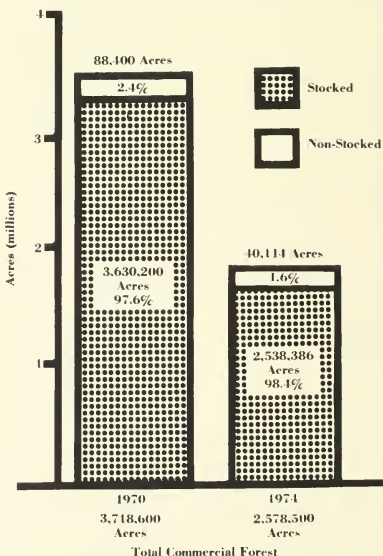 4
88,400 Acres
2.4%
Stocked
Non-Stocked
3
Acres (millions)
2
40,114 Acres
1.6%
3,630,200
Acres
97.6%
2,538,386
Acres
98.4%
1
1970
1974
3,718,600
Acres
2,578,500
Acres
Total Commercial Forest